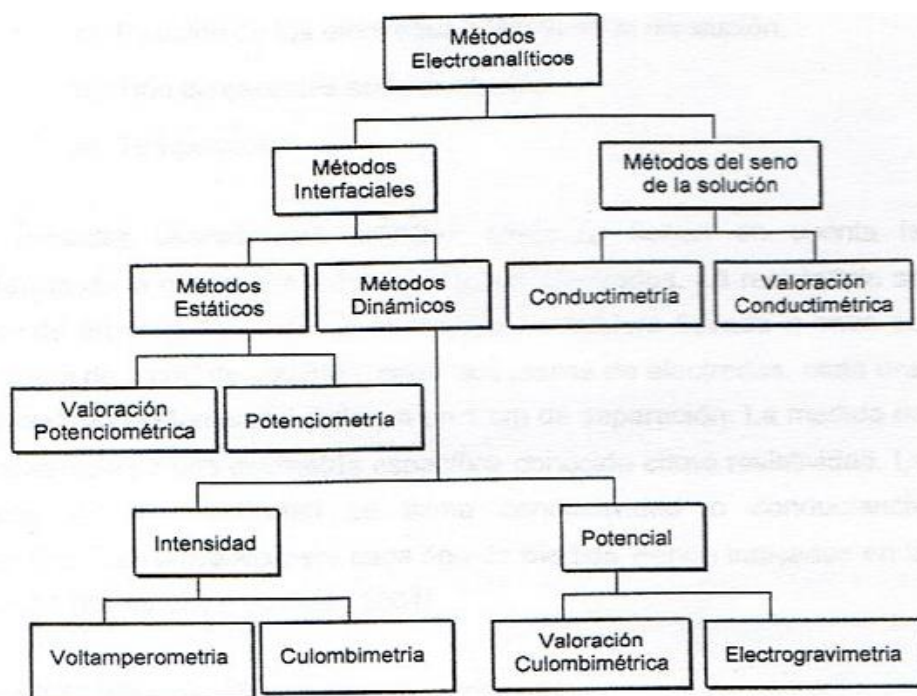 Métodos
Electroanalíticos
Métodos
Interfaciales
Métodos del seno
de la solución
Métodos
Estáticos
Métodos
Dinámicos
Conductimetría
Valoración
Conductimétrica
Valoración
Potenciométrica
Potenciometría
Intensidad
Potencial
Voltamperometria
Culombimetria
Valoración
Culombimétrica
Electrogravimetria